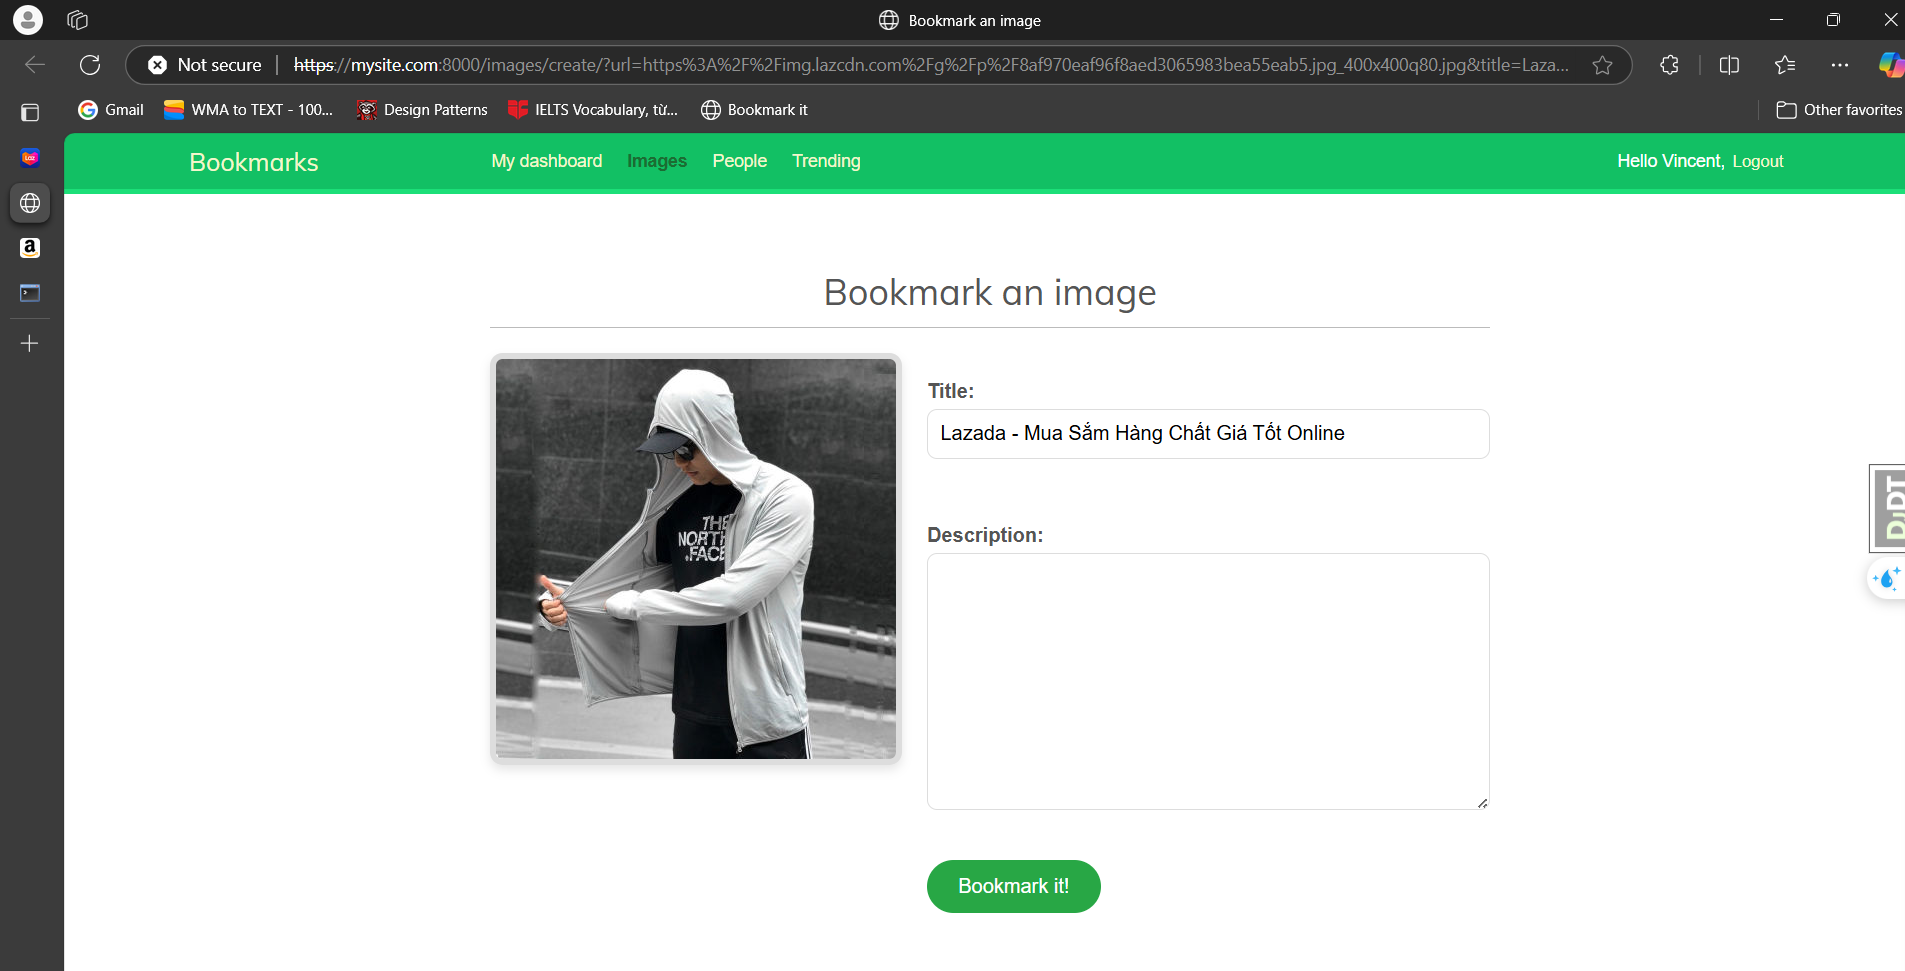 Bookmark an image
Not secure
https://mysite.com:8000/images/create/?url=https%3A%2F%2Fimg.lazcdn.com%2Fg%2Fp%2F8af970eaf96f8aed3065983bea55eab5.jpg_400x400q80.jpg&title=Laza...
Gmail WMA to TEXT - 100... Design Patterns IELTS Vocabulary, từ... Bookmark it Other favorites
Bookmarks My dashboard Images People Trending Hello Vincent, Logout
Bookmark an image
Title:
Lazada - Mua Sắm Hàng Chất Giá Tốt Online
THE
NORTH
FACE
Description:
DIDT
Bookmark it!